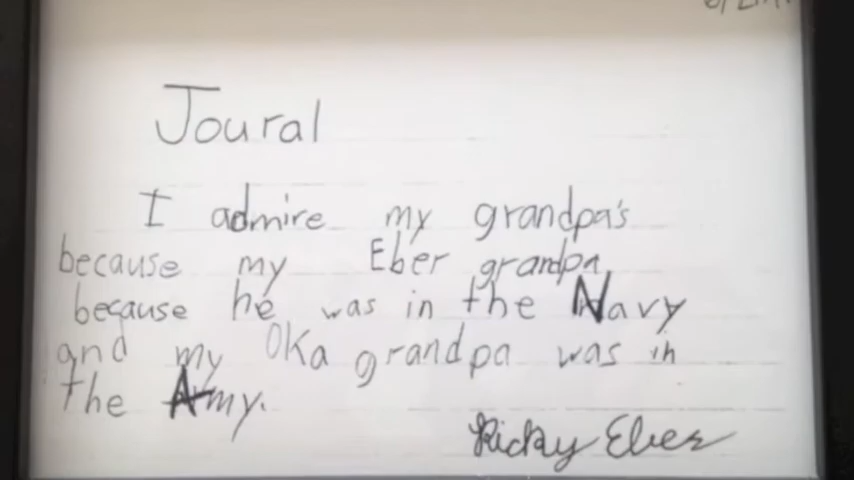 Joural
I admire my grandpa's
because my Eber grandpa
because he was in the Navy
and my Oka grandpa was in
the Army.
Ricky Eber